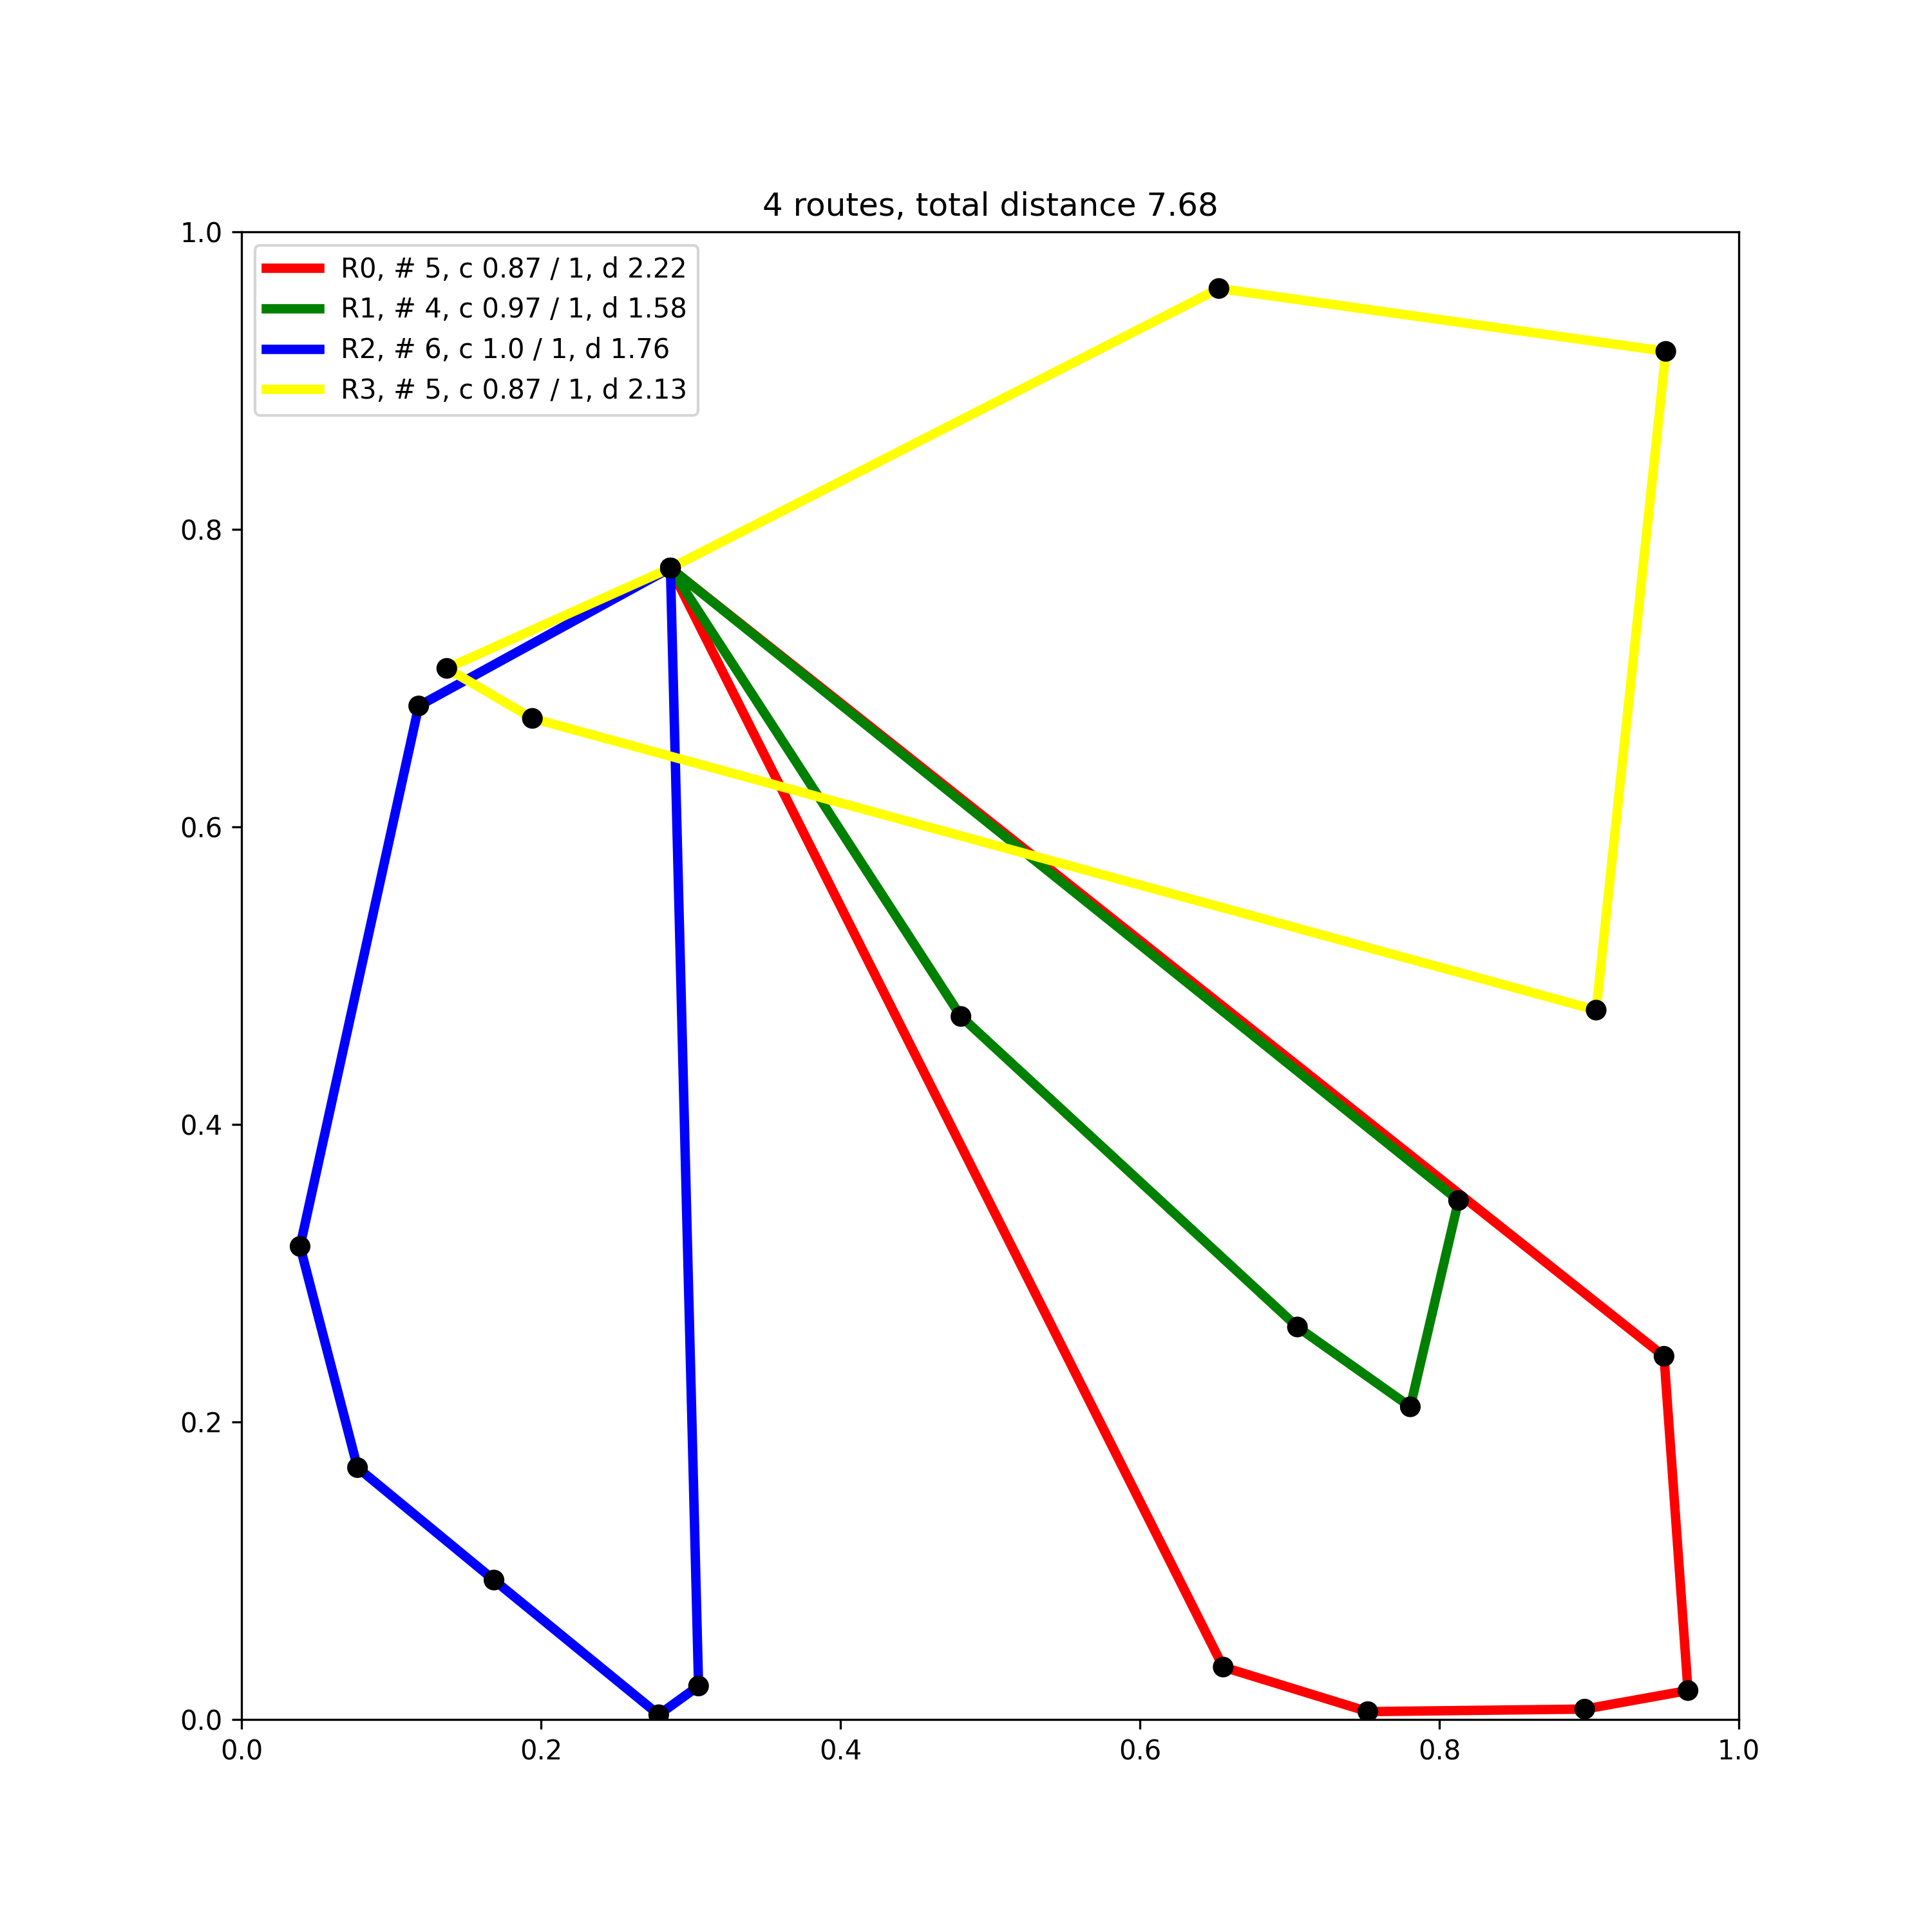 4 routes, total distance 7.68
1.0
R0, # 5, c 0.87 / 1, d 2.22
R1, # 4, c 0.97 / 1, d 1.58
R2, # 6, c 1.0 / 1, d 1.76
R3, # 5, c 0.87 / 1, d 2.13
0.8
0.6
0.4
0.2
0.0
0.0 0.2 0.4 0.6 0.8 1.0